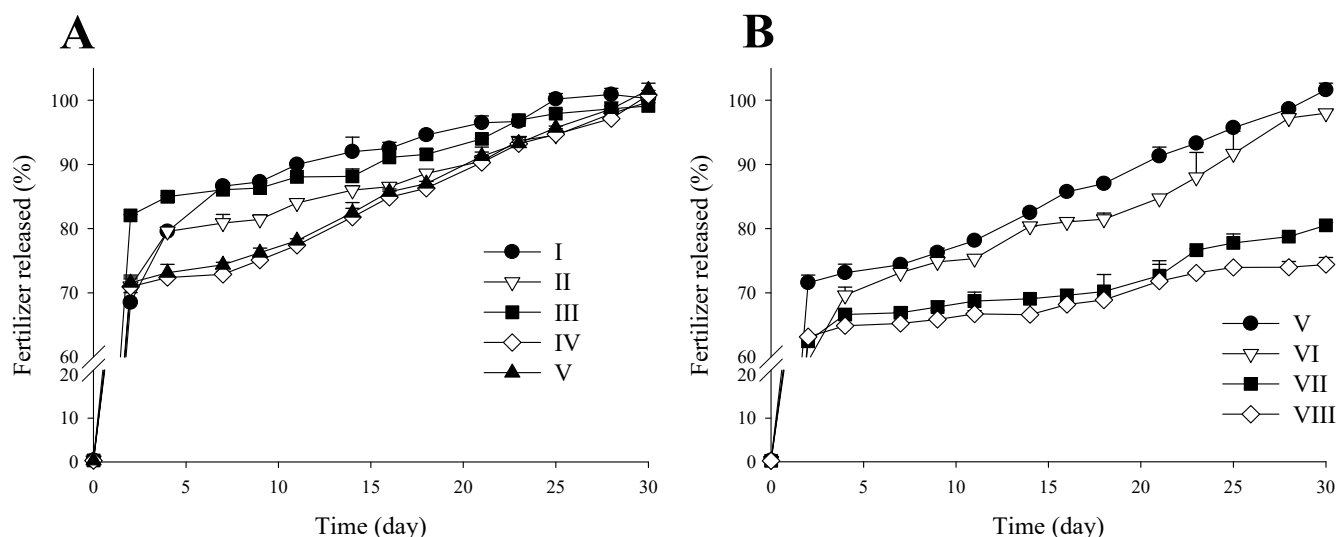 A
Fertilizer released (%)
100
90
80
70
60
20
10
0
0 5 10 15 20 25 30
Time (day)
I
II
III
IV
V
B
Fertilizer released (%)
100
90
80
70
60
20
10
0
0 5 10 15 20 25 30
Time (day)
V
VI
VII
VIII